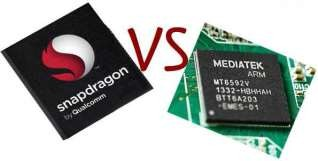 snapdragon
by Qualcomm
VS
MEDIATEK
ARM
MT6592V
1332-HBHHAH
BTT6A203
-EMES-01